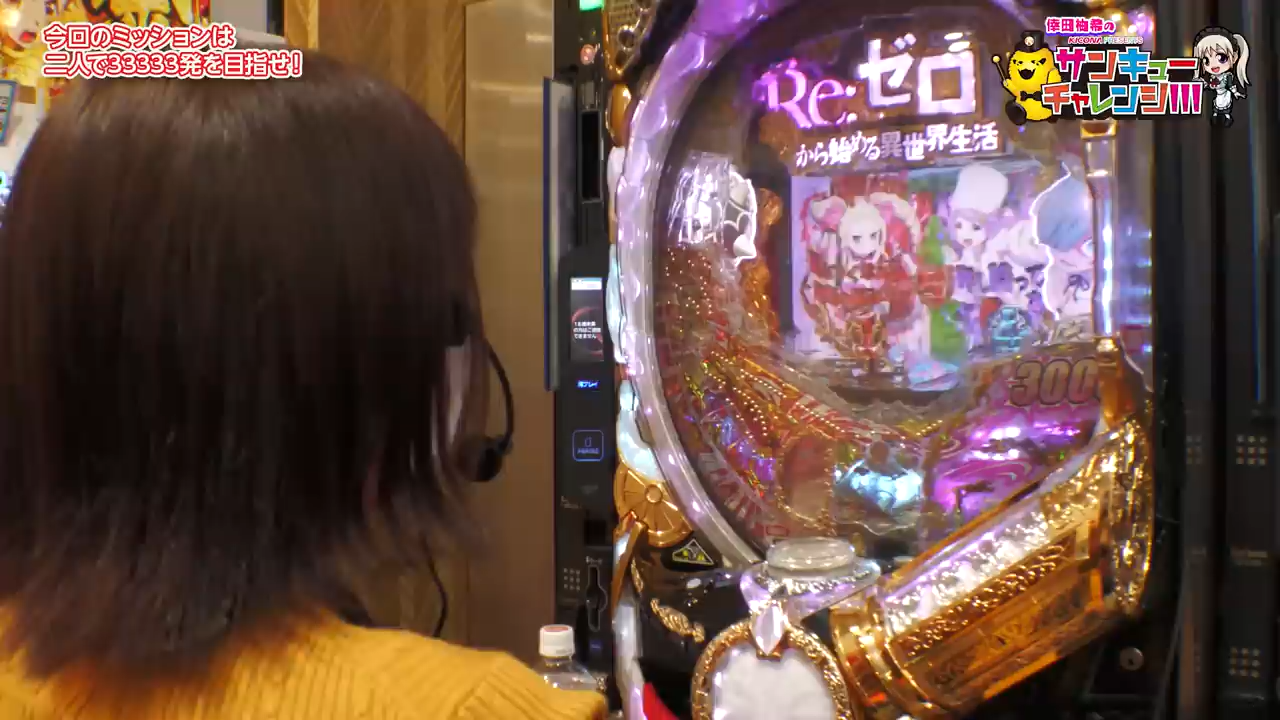 今回のミッションは
二人で33333発を目指せ!
倖田柚希の
KICONA PRESENTS
サンキュー
チャレンジ!!!
Re:ゼロ
から始める異世界生活
300